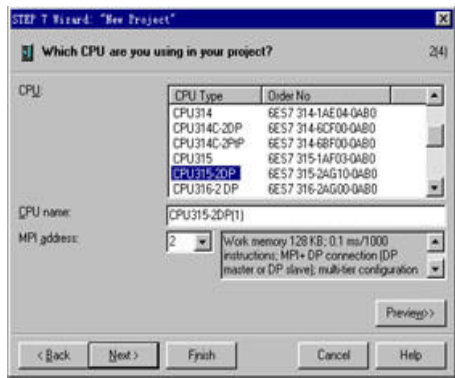 STEP 7 Wizard: "New Project"
Which CPU are you using in your project?
2(4)
CPU:
CPU Type Order No
CPU314 6ES7 314-1AE04-0AB0
CPU314C-2DP 6ES7 314-6CF00-0AB0
CPU314C-2PtP 6ES7 314-6BF00-0AB0
CPU315 6ES7 315-1AF03-0AB0
CPU315-2DP 6ES7 315-2AG10-0AB0
CPU316-2 DP 6ES7 316-2AG00-0AB0
CPU name: CPU315-2DP(1)
MPI address: 2
Work memory 128 KB; 0.1 ms/1000
instructions; MPI+ DP connection (DP
master or DP slave); multi-tier configuration
Preview>>
< Back Next > Finish Cancel Help